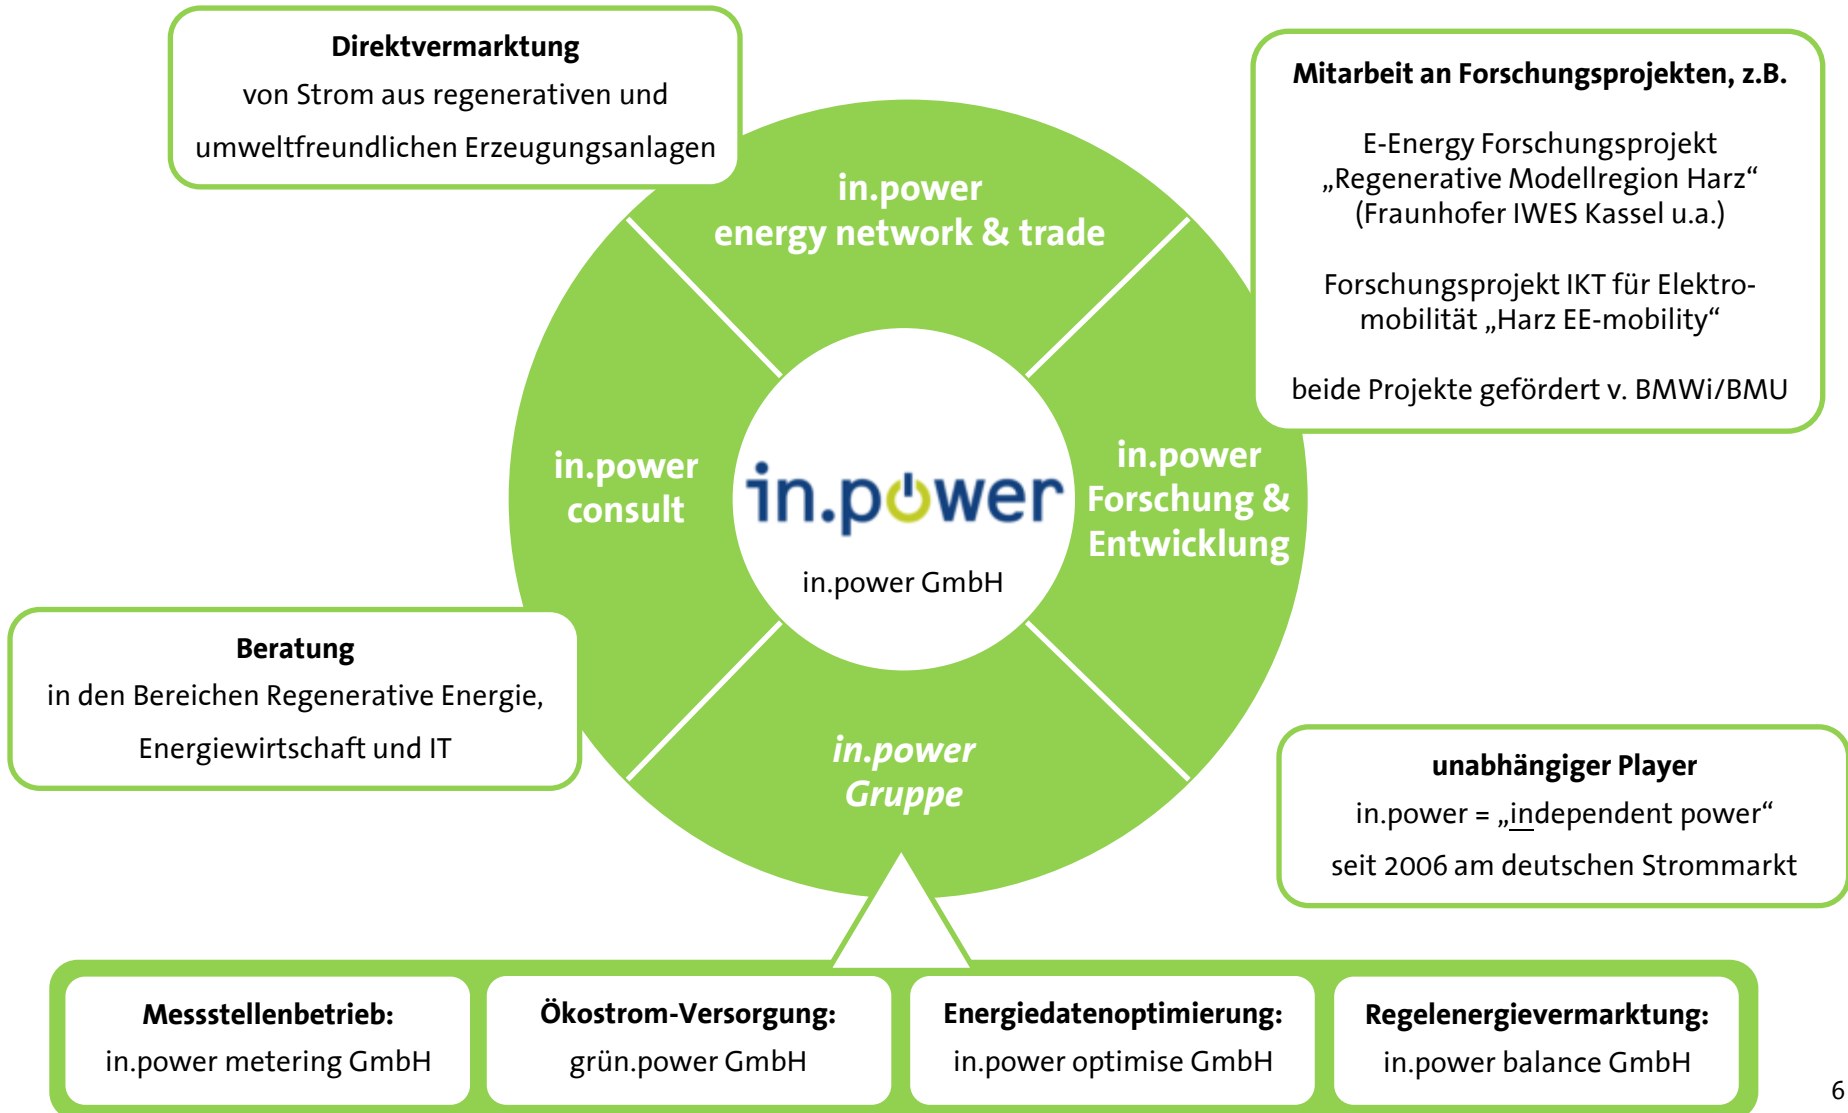 Direktvermarktung
von Strom aus regenerativen und
umweltfreundlichen Erzeugungsanlagen
Mitarbeit an Forschungsprojekten, z.B.
E-Energy Forschungsprojekt
„Regenerative Modellregion Harz“
(Fraunhofer IWES Kassel u.a.)
Forschungsprojekt IKT für Elektro-
mobilität „Harz EE-mobility“
beide Projekte gefördert v. BMWi/BMU
in.power
energy network & trade
in.power
consult
in.power
in.power GmbH
in.power
Forschung &
Entwicklung
Beratung
in den Bereichen Regenerative Energie,
Energiewirtschaft und IT
in.power
Gruppe
unabhängiger Player
in.power = „independent power“
seit 2006 am deutschen Strommarkt
Messstellenbetrieb:
in.power metering GmbH
Ökostrom-Versorgung:
grün.power GmbH
Energiedatenoptimierung:
in.power optimise GmbH
Regelenergievermarktung:
in.power balance GmbH
6